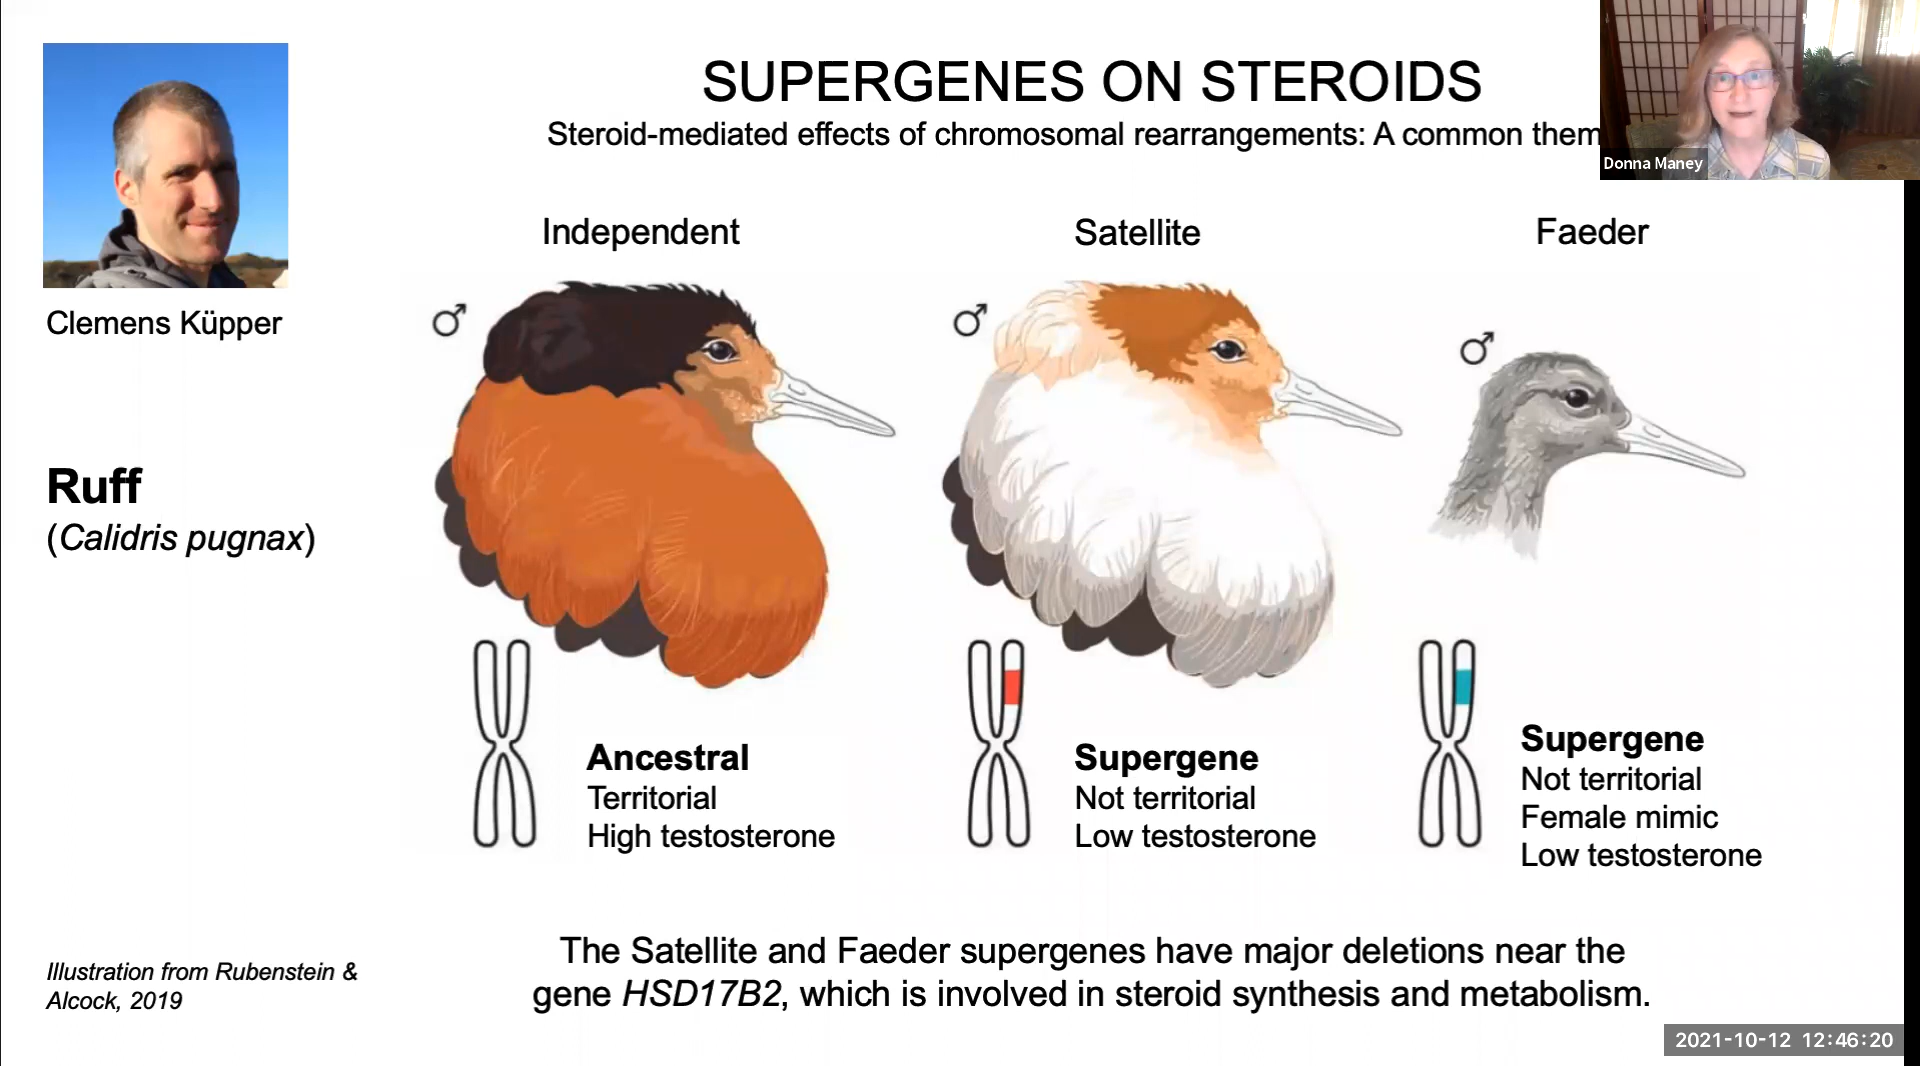 SUPERGENES ON STEROIDS
Steroid-mediated effects of chromosomal rearrangements: A common them
Donna Maney
Clemens Küpper
Ruff
(Calidris pugnax)
Independent
Satellite
Faeder
♂
♂
♂
Ancestral
Territorial
High testosterone
Supergene
Not territorial
Low testosterone
Supergene
Not territorial
Female mimic
Low testosterone
The Satellite and Faeder supergenes have major deletions near the
gene HSD17B2, which is involved in steroid synthesis and metabolism.
Illustration from Rubenstein &
Alcock, 2019
2021-10-12 12:46:20